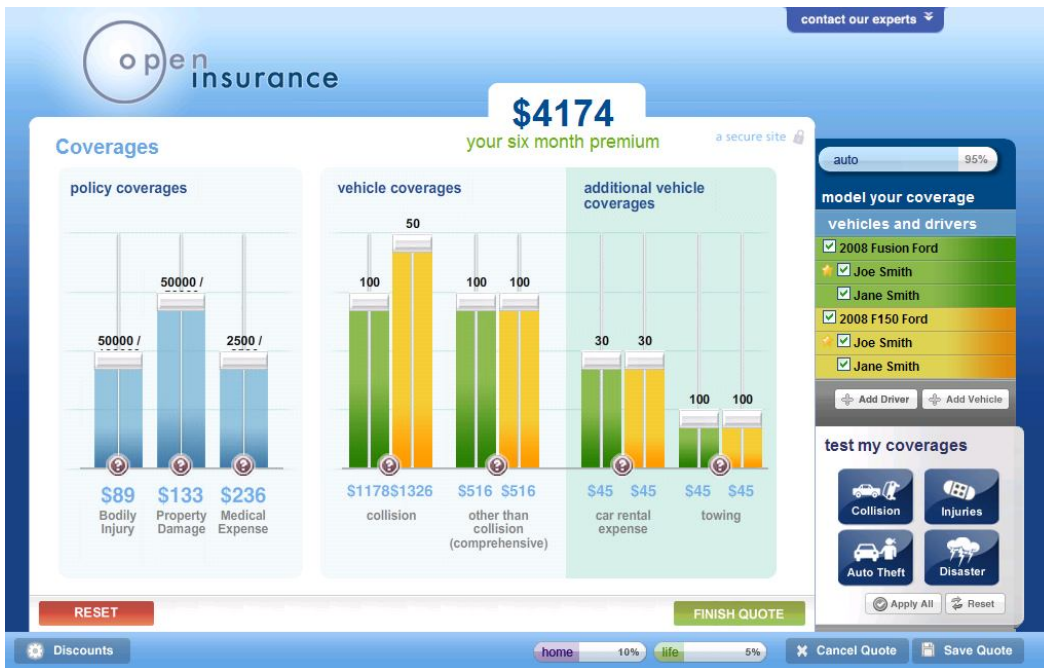 contact our experts
open
insurance
$4174
your six month premium
a secure site
Coverages
policy coverages
50000 /
50000 /
2500 /
$89
$133
$236
Bodily
Injury
Property
Damage
Medical
Expense
vehicle coverages
100
50
100
100
$1178$1326
$516 $516
collision
other than
collision
(comprehensive)
additional vehicle
coverages
30
30
100
100
$45
$45
$45
$45
car rental
expense
towing
RESET
FINISH QUOTE
auto
95%
model your coverage
vehicles and drivers
2008 Fusion Ford
Joe Smith
Jane Smith
2008 F150 Ford
Joe Smith
Jane Smith
Add Driver
Add Vehicle
test my coverages
Collision
Injuries
Auto Theft
Disaster
Apply All
Reset
Discounts
home
10%
life
5%
Cancel Quote
Save Quote